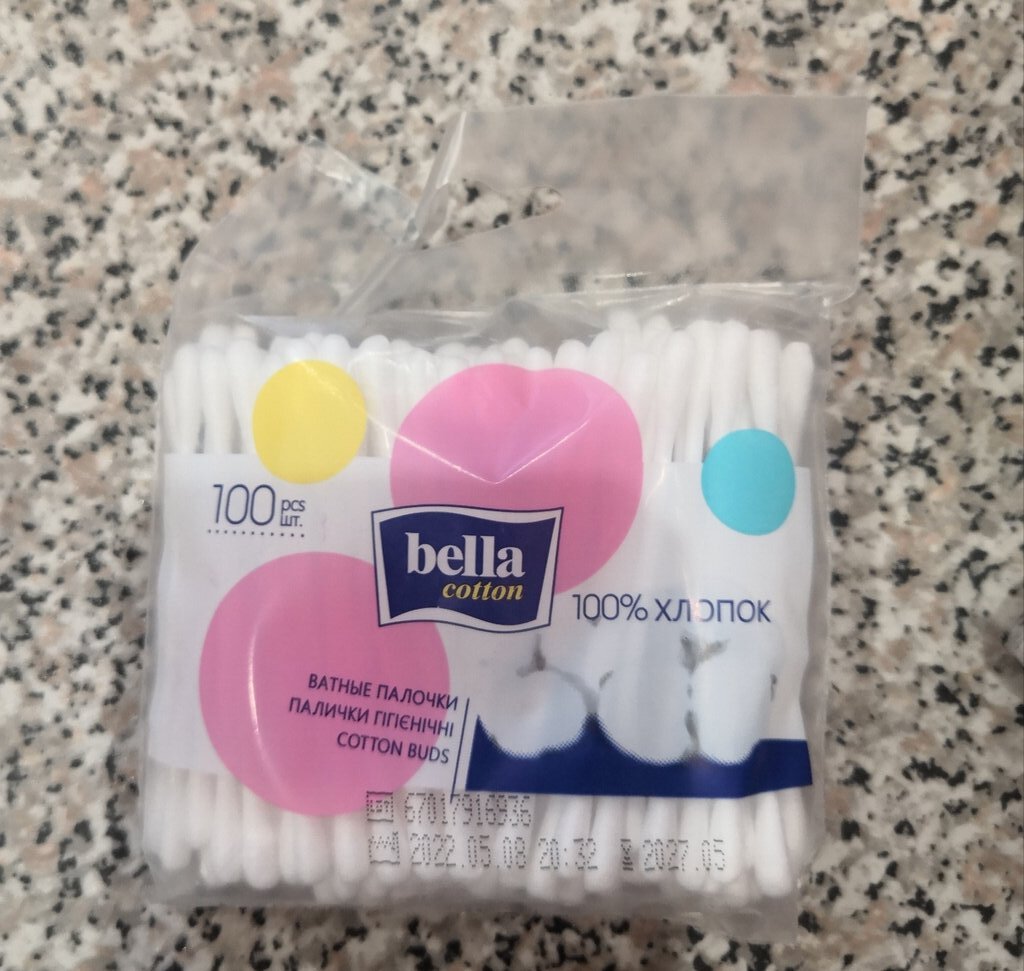 100 pcs
шт.
bella
cotton
100% ХЛОПОК
ВАТНЫЕ ПАЛОЧКИ
ПАЛИЧКИ ГІГІЄНІЧНІ
COTTON BUDS
67017916936
2022.05.08 20:32 2027.05